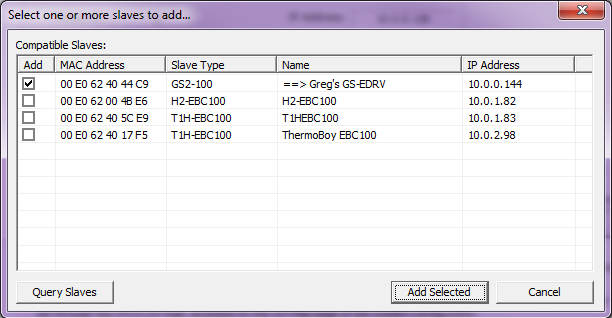 Select one or more slaves to add...
Compatible Slaves:
Add MAC Address Slave Type Name IP Address
00 E0 62 40 44 C9 GS2-100 ==> Greg's GS-EDRV 10.0.0.144
00 E0 62 00 4B E6 H2-EBC100 H2-EBC100 10.0.1.82
00 E0 62 40 5C E9 T1H-EBC100 T1HEBC100 10.0.1.83
00 E0 62 40 17 F5 T1H-EBC100 ThermoBoy EBC100 10.0.2.98
Query Slaves Add Selected Cancel